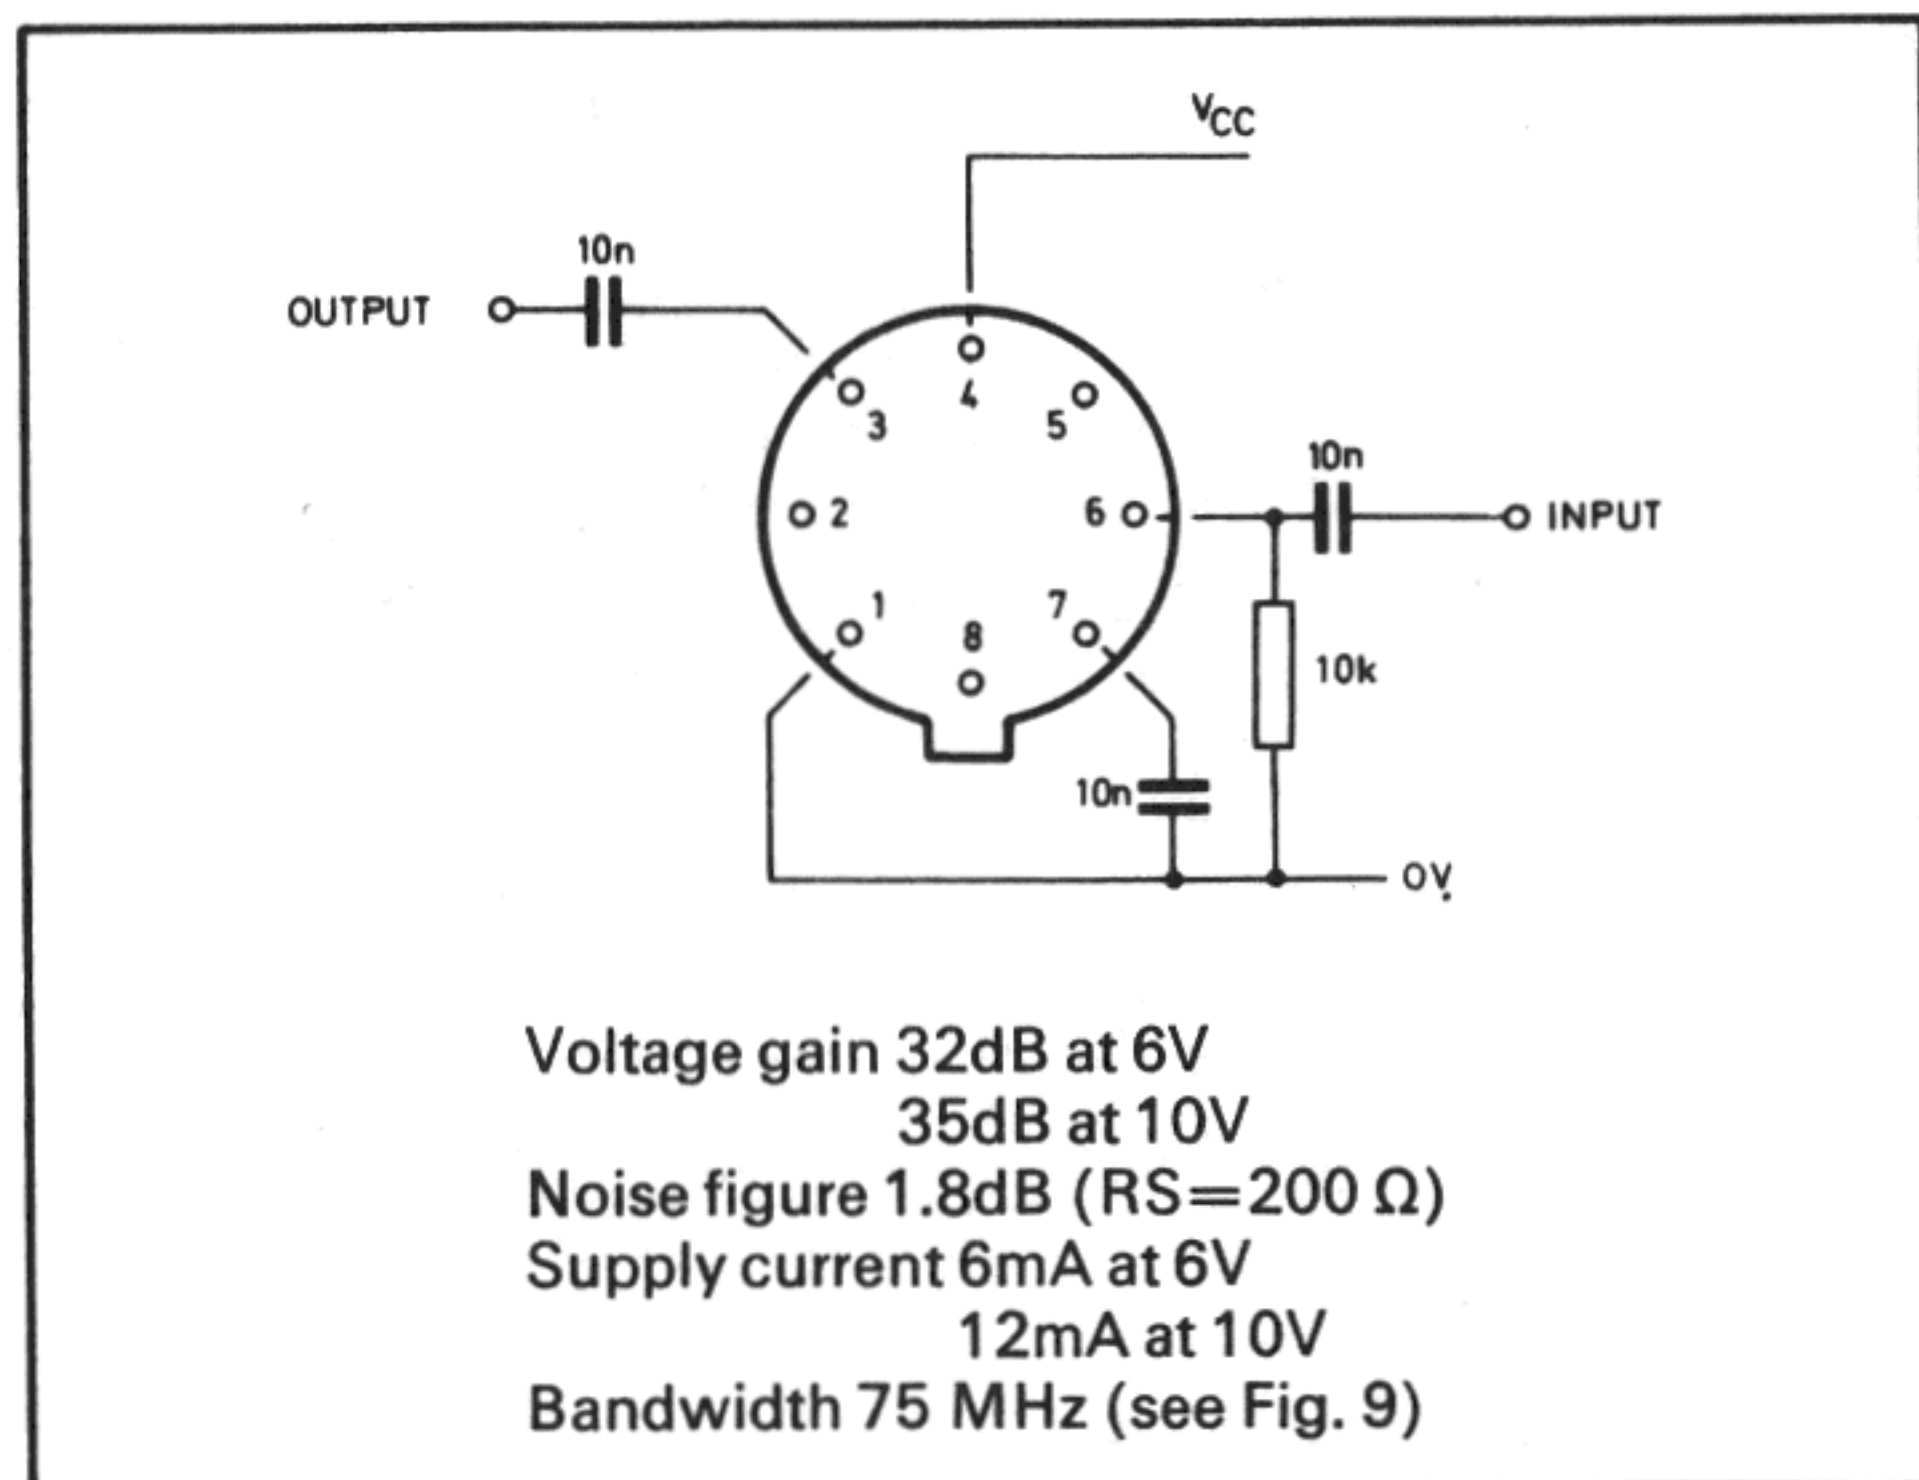 VCC
10n
OUTPUT
4
3
5
10n
2
6
INPUT
1
7
8
10k
10n
0V
Voltage gain 32dB at 6V
35dB at 10V
Noise figure 1.8dB (RS=200 Ω)
Supply current 6mA at 6V
12mA at 10V
Bandwidth 75 MHz (see Fig. 9)